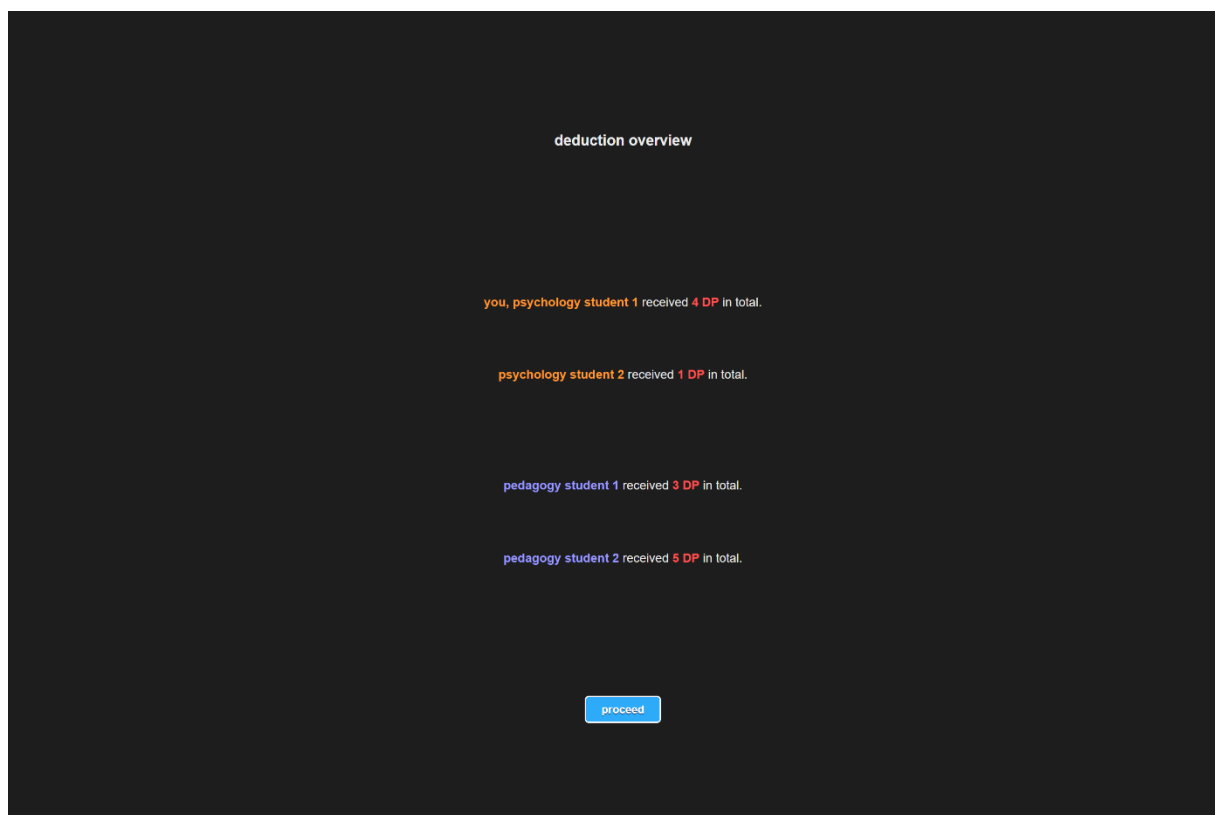 deduction overview
you, psychology student 1 received 4 DP in total.
psychology student 2 received 1 DP in total.
pedagogy student 1 received 3 DP in total.
pedagogy student 2 received 5 DP in total.
proceed